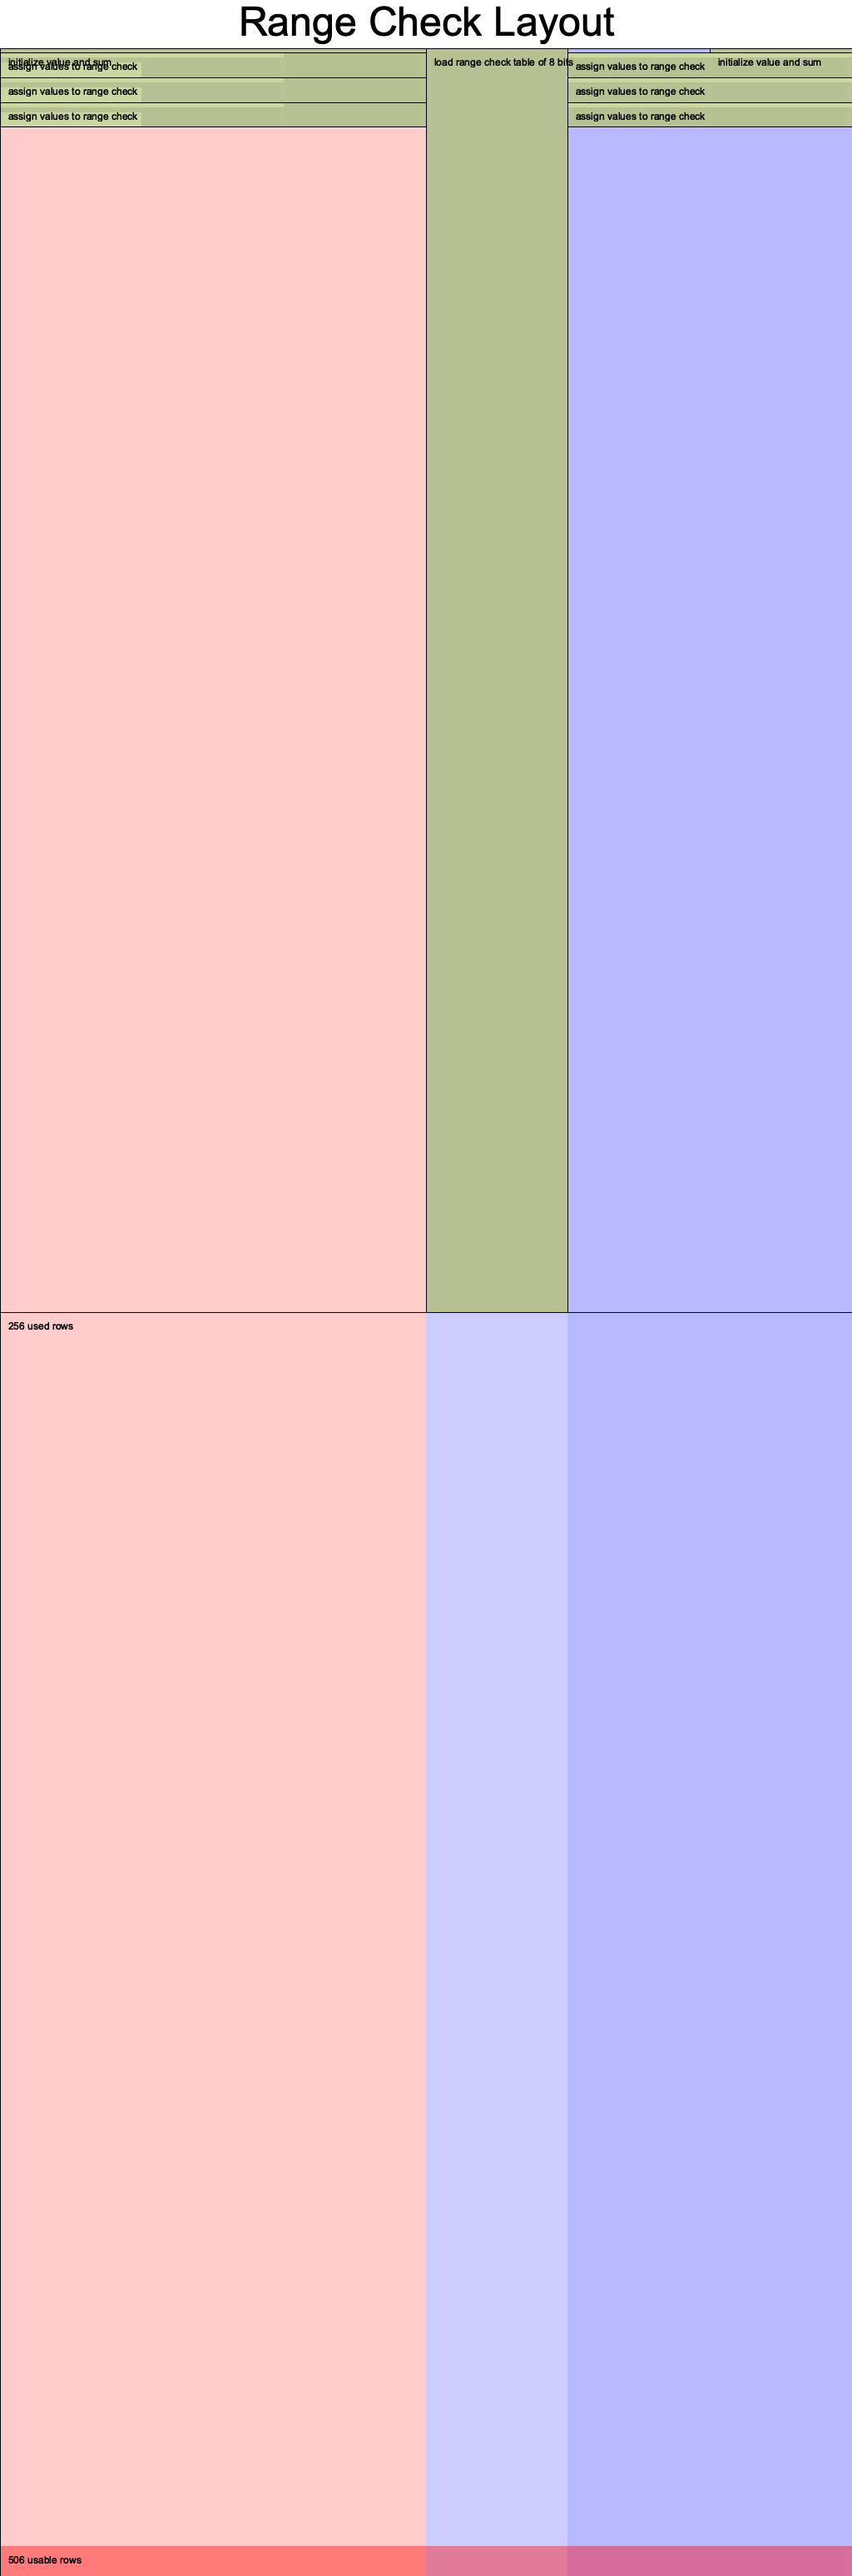 Range Check Layout
initialize value and sum
assign values to range check
assign values to range check
assign values to range check
load range check table of 8 bits
initialize value and sum
assign values to range check
assign values to range check
assign values to range check
256 used rows
506 usable rows